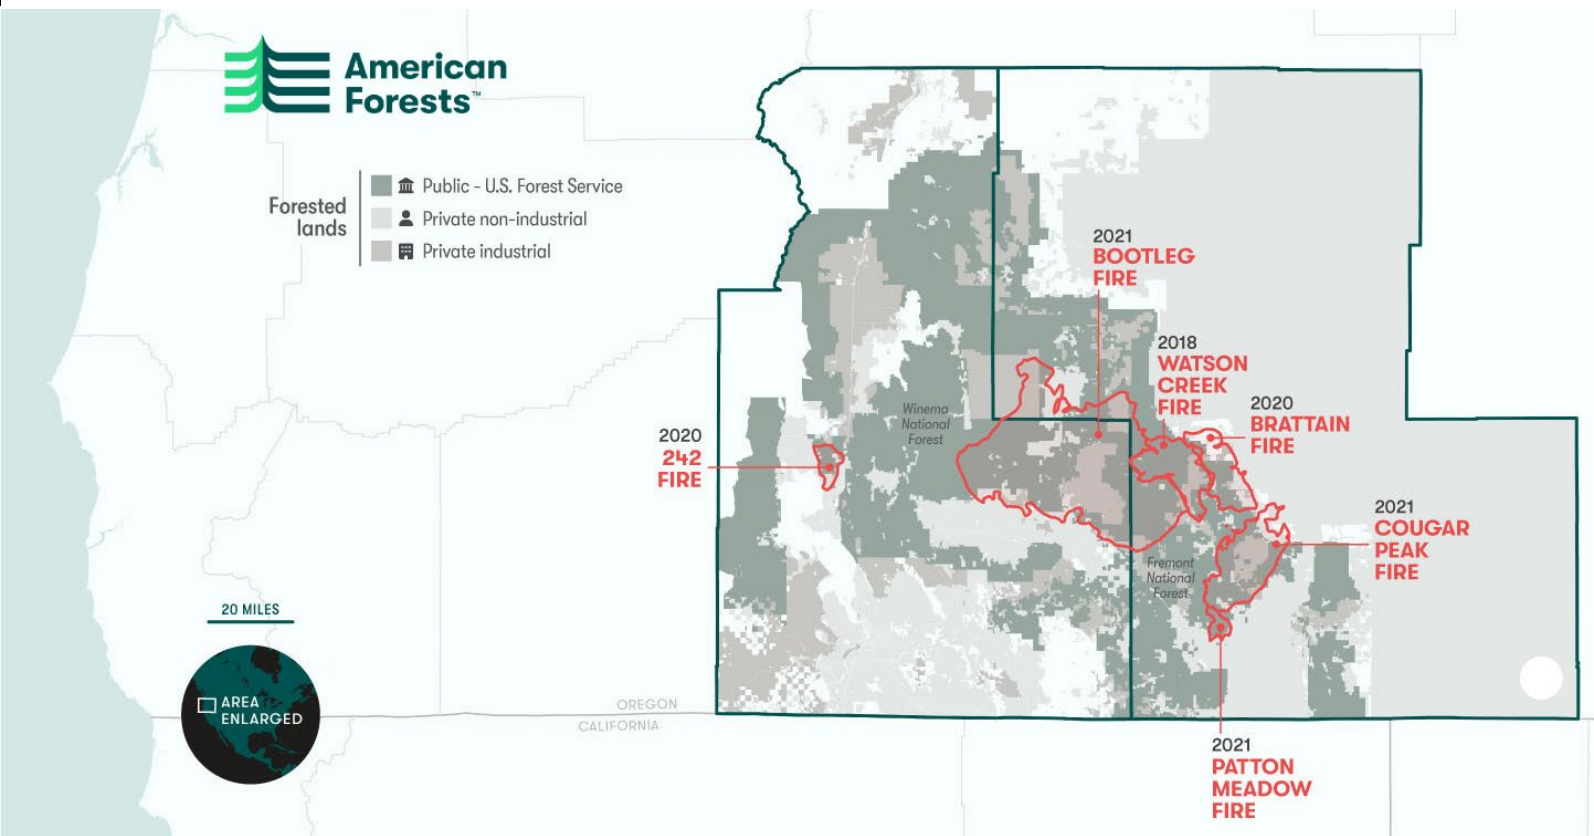 American
Forests™
Forested
lands
Public - U.S. Forest Service
Private non-industrial
Private industrial
2021
BOOTLEG
FIRE
2018
WATSON
CREEK
FIRE
2020
BRATTAIN
FIRE
Winema
National
Forest
2020
242
FIRE
2021
COUGAR
PEAK
FIRE
Fremont
National
Forest
20 MILES
AREA
ENLARGED
OREGON
CALIFORNIA
2021
PATTON
MEADOW
FIRE